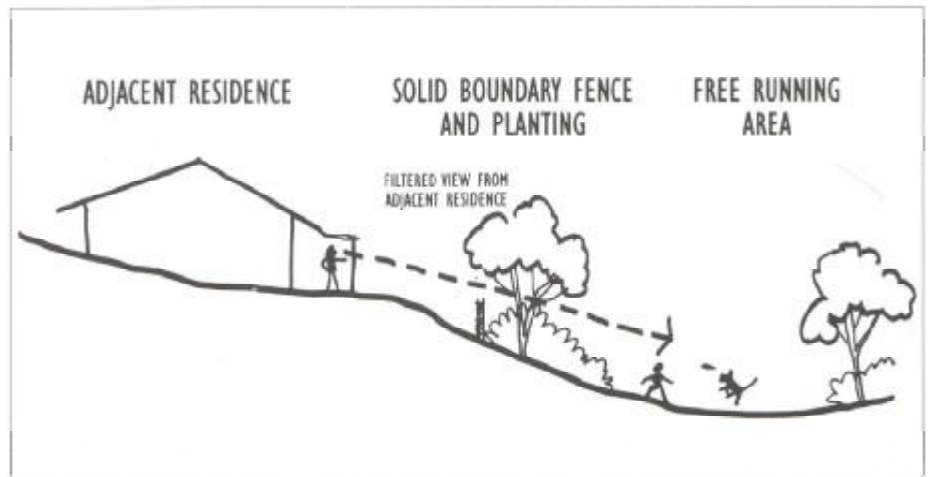 ADJACENT RESIDENCE
SOLID BOUNDARY FENCE
AND PLANTING
FREE RUNNING
AREA
FILTERED VIEW FROM
ADJACENT RESIDENCE